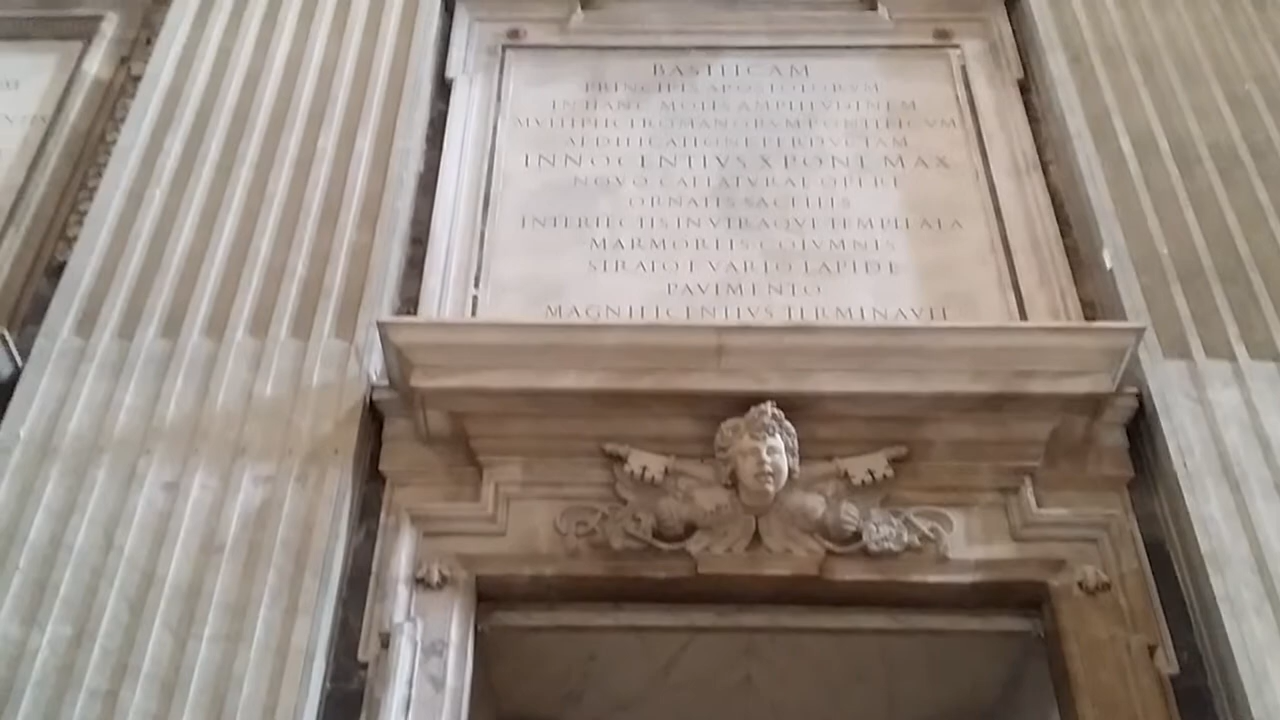 BASILICAM
PRINCIPIS APOSTOLORVM
IN HANC MOLIS AMPLITVDINEM
MVLTIPLICI ROMANORVM PONTIFICVM
AEDIFICATIONE PERDVCTAM
INNOCENTIVS X PONT MAX
NOVO CAELATVRAE OPERE
ORNATIS SACELLIS
INTERIECTIS IN VTRAQVE TEMPLI ALA
MARMOREIS COLVMNIS
STRATO E VARIO LAPIDE
PAVIMENTO
MAGNIFICENTIVS TERMINAVIT